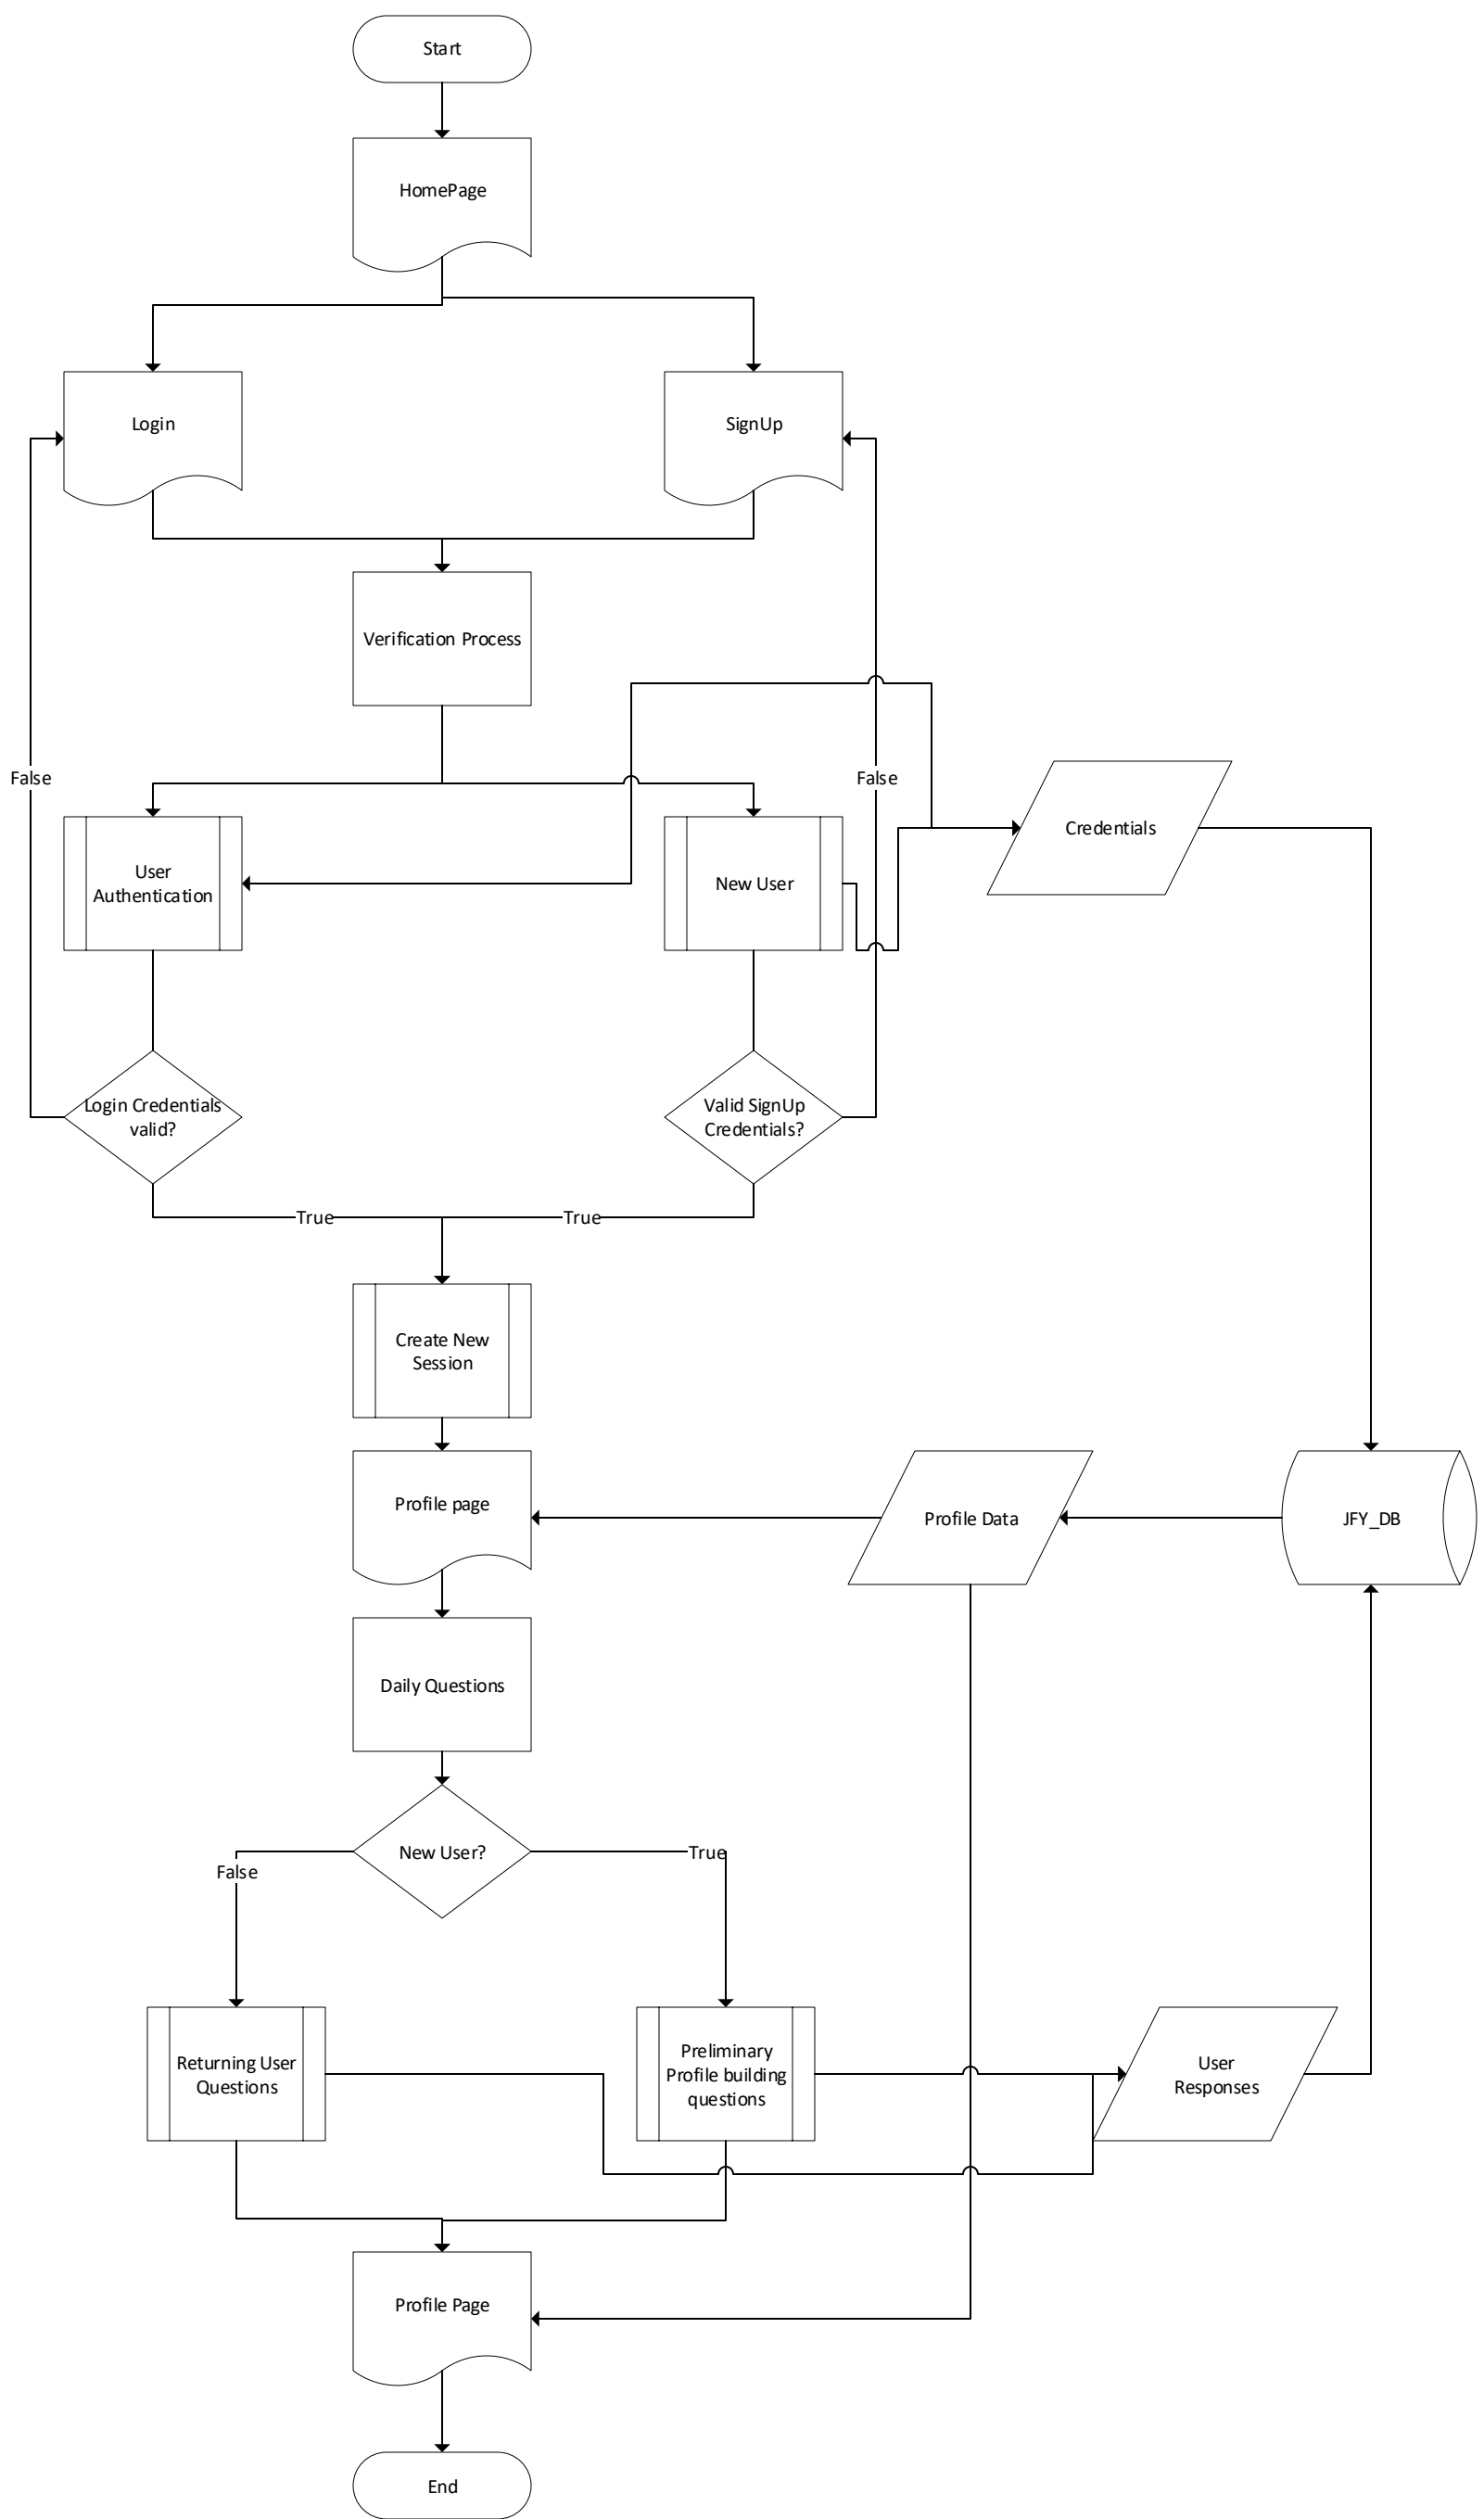 Start
HomePage
Login
SignUp
Verification Process
False
False
Credentials
User
Authentication
New User
Login Credentials
valid?
Valid SignUp
Credentials?
True
True
Create New
Session
Profile page
Profile Data
JFY_DB
Daily Questions
New User?
True
False
Returning User
Questions
Preliminary
Profile building
questions
User
Responses
Profile Page
End